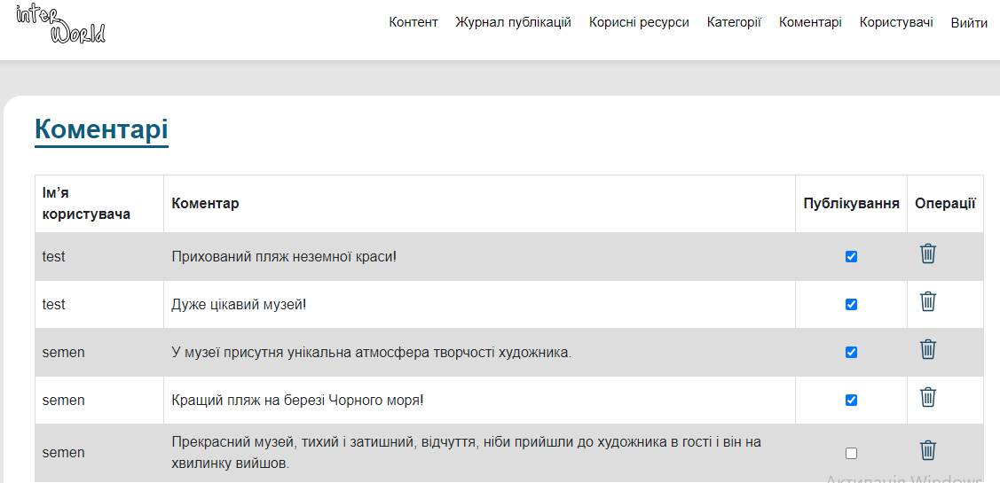 inter World
Контент Журнал публікацій Корисні ресурси Категорії Коментарі Користувачі Вийти
Коментарі
Ім’я користувача Коментар Публікування Операції
test Прихований пляж неземної краси!
test Дуже цікавий музей!
semen У музеї присутня унікальна атмосфера творчості художника.
semen Кращий пляж на березі Чорного моря!
semen Прекрасний музей, тихий і затишний, відчуття, ніби прийшли до художника в гості і він на
хвилинку вийшов.
Активація Windows